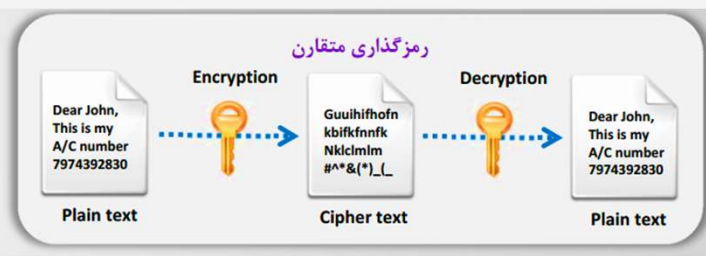 رمزگذاری متقارن
Encryption
Decryption
Dear John,
This is my
A/C number
7974392830
Guuihifhofn
kbifkfnnfk
Nklclmlm
#^*&(*)_(_
Dear John,
This is my
A/C number
7974392830
Plain text
Cipher text
Plain text